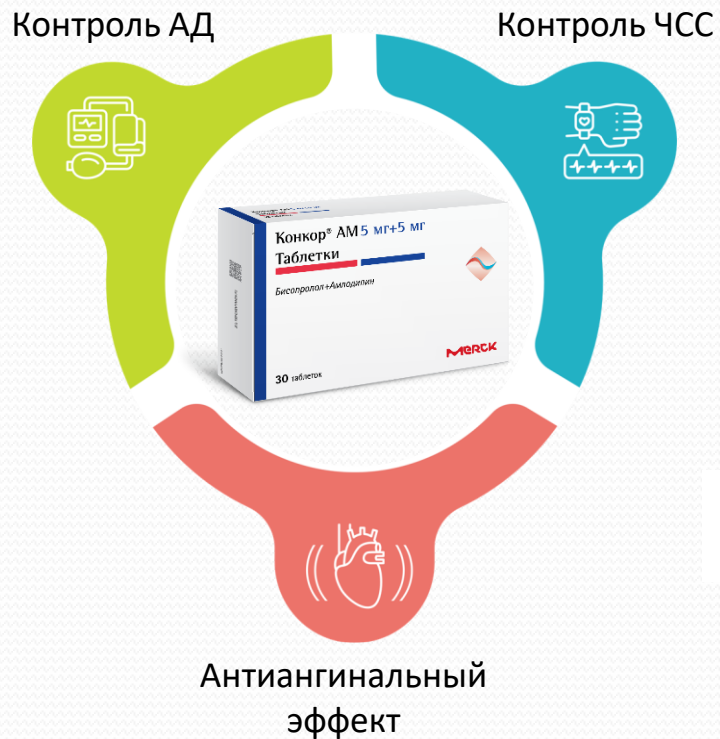 Контроль АД
Контроль ЧСС
Конкор® АМ 5 мг+5 мг
Таблетки
Бисопролол+Амлодипин
MERCK
30 таблеток
Антиангинальный
эффект